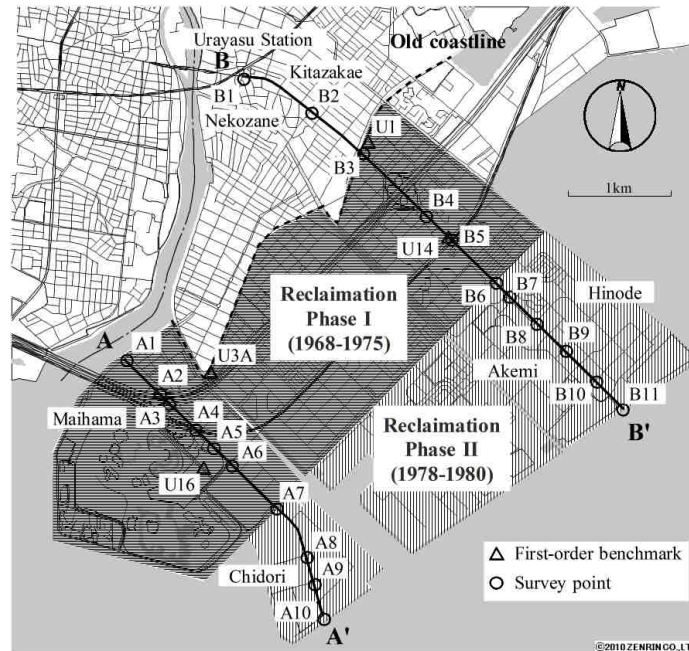 Urayasu Station
Old coastline
B
Kitazakae
B1
B2
Nekozane
U1
B3
N
1km
B4
U14
B5
B6
B7
Hinode
B8
B9
Akemi
B10
B11
B'
Reclaimation
Phase I
(1968-1975)
Reclaimation
Phase II
(1978-1980)
A
A1
U3A
A2
Maihama
A3
A4
A5
A6
U16
A7
A8
Chidori
A9
A10
A'
First-order benchmark
Survey point
©2010 ZENRIN CO., LT